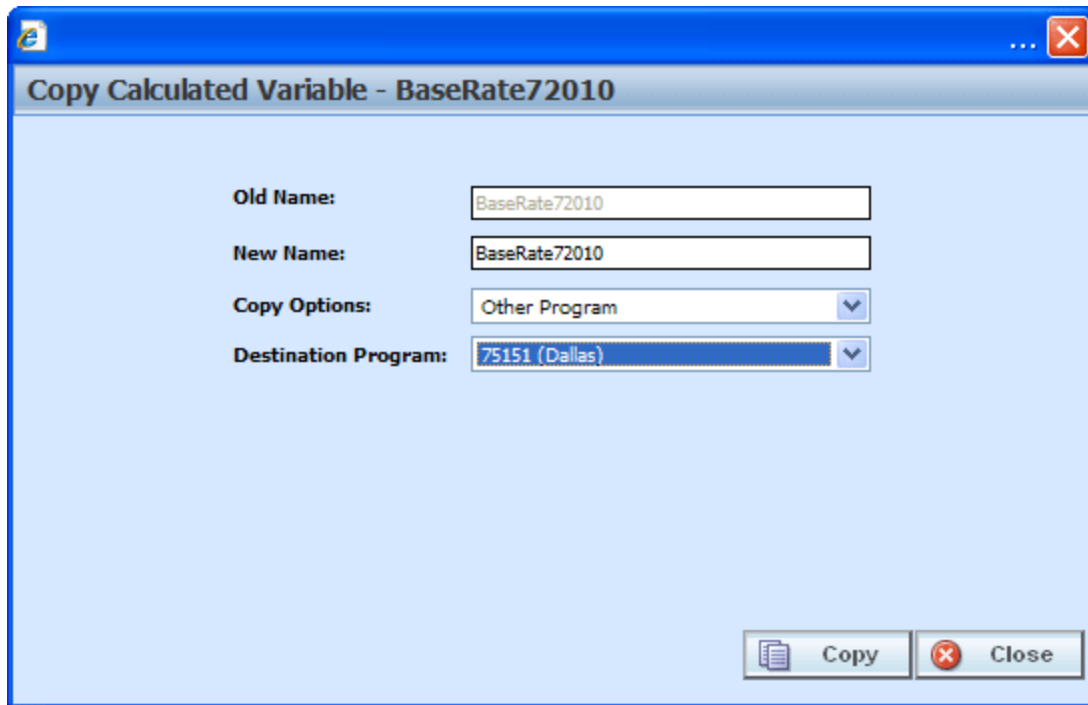 ...
Copy Calculated Variable - BaseRate72010
Old Name: BaseRate72010
New Name: BaseRate72010
Copy Options: Other Program
Destination Program: 75151 (Dallas)
Copy Close